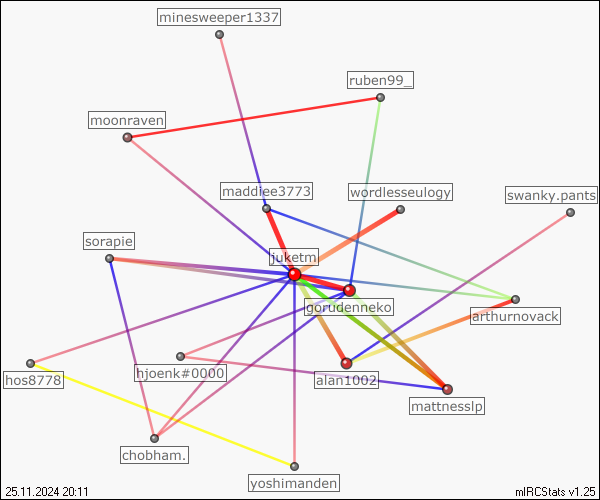 minesweeper1337
ruben99_
moonraven
maddiee3773
wordlesseulogy
swanky.pants
sorapie
juketm
gorudenneko
arthurnovack
hjoenk#0000
alan1002
hos8778
mattnesslp
chobham.
yoshimanden
25.11.2024 20:11
mIRCStats v1.25